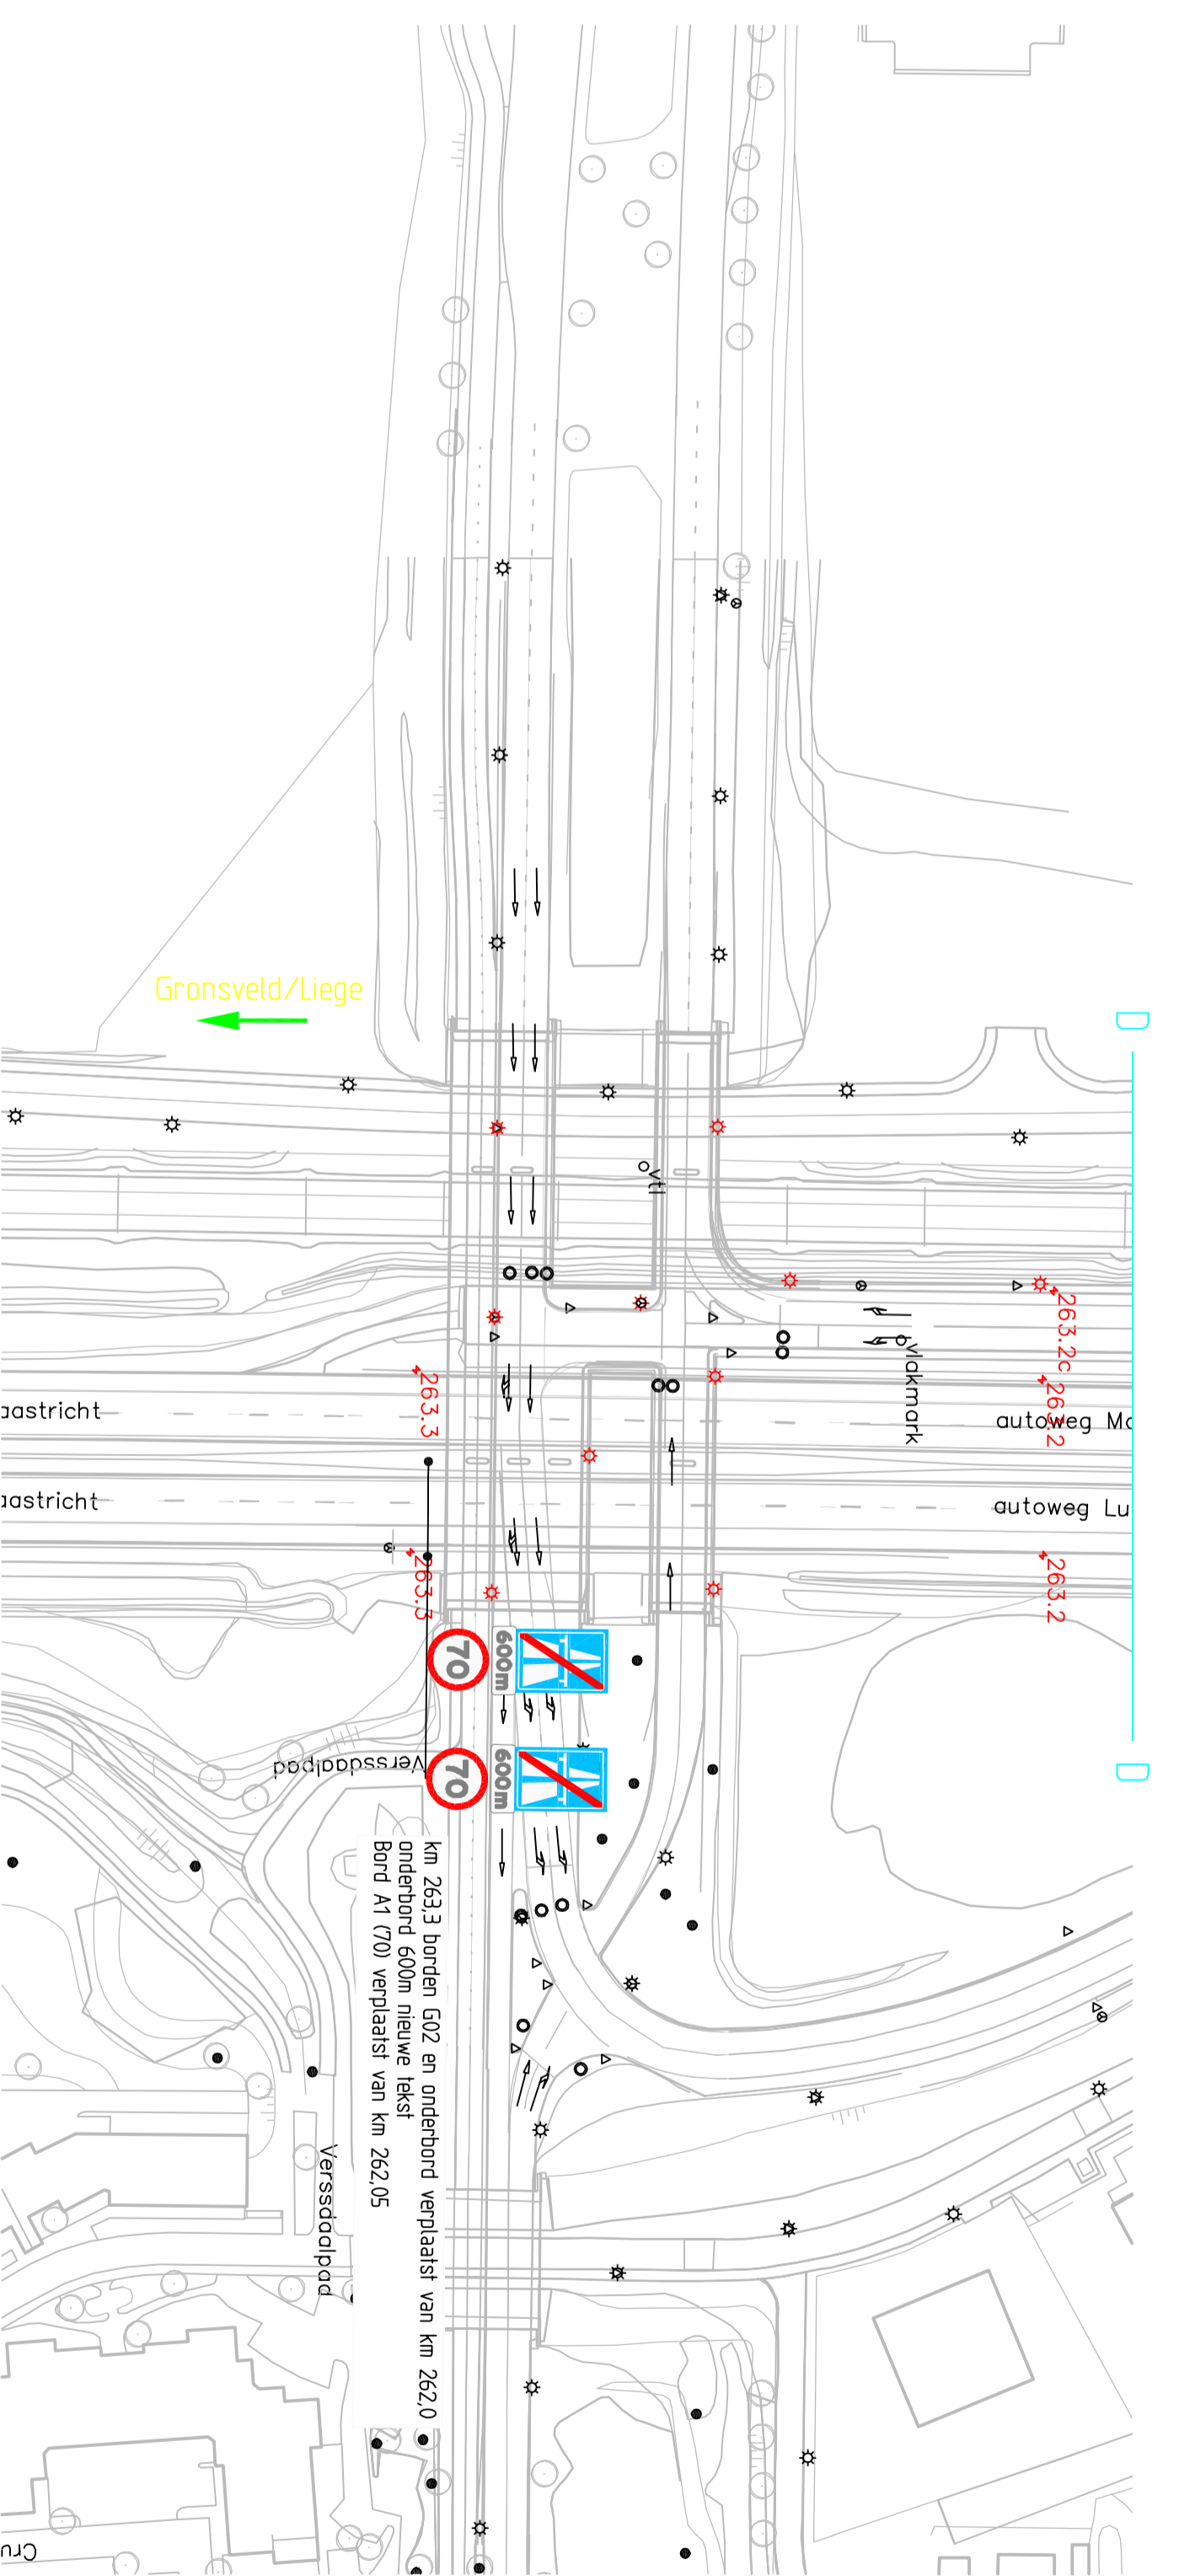 Gronsveld/Liege
D
vtl
263.2c
vlakmark
263.3
263.2
aastricht
autoweg Ma
aastricht
autoweg Lu
263.3
263.2
70
600m
70
600m
Verssdaalpad
D
km 263,3 borden G02 en onderbord verplaatst van km 262,0
onderbord 600m nieuwe tekst
Bord A1 (70) verplaatst van km 262,05
Verssdaalpad
Cru